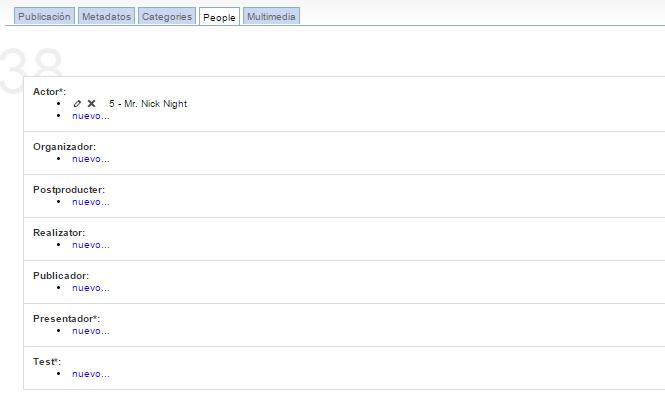 Publicación Metadatos Categories People Multimedia
38
Actor*:
5 - Mr. Nick Night
nuevo...
Organizador:
nuevo...
Postproducter:
nuevo...
Realizator:
nuevo...
Publicador:
nuevo...
Presentador*:
nuevo...
Test*:
nuevo...